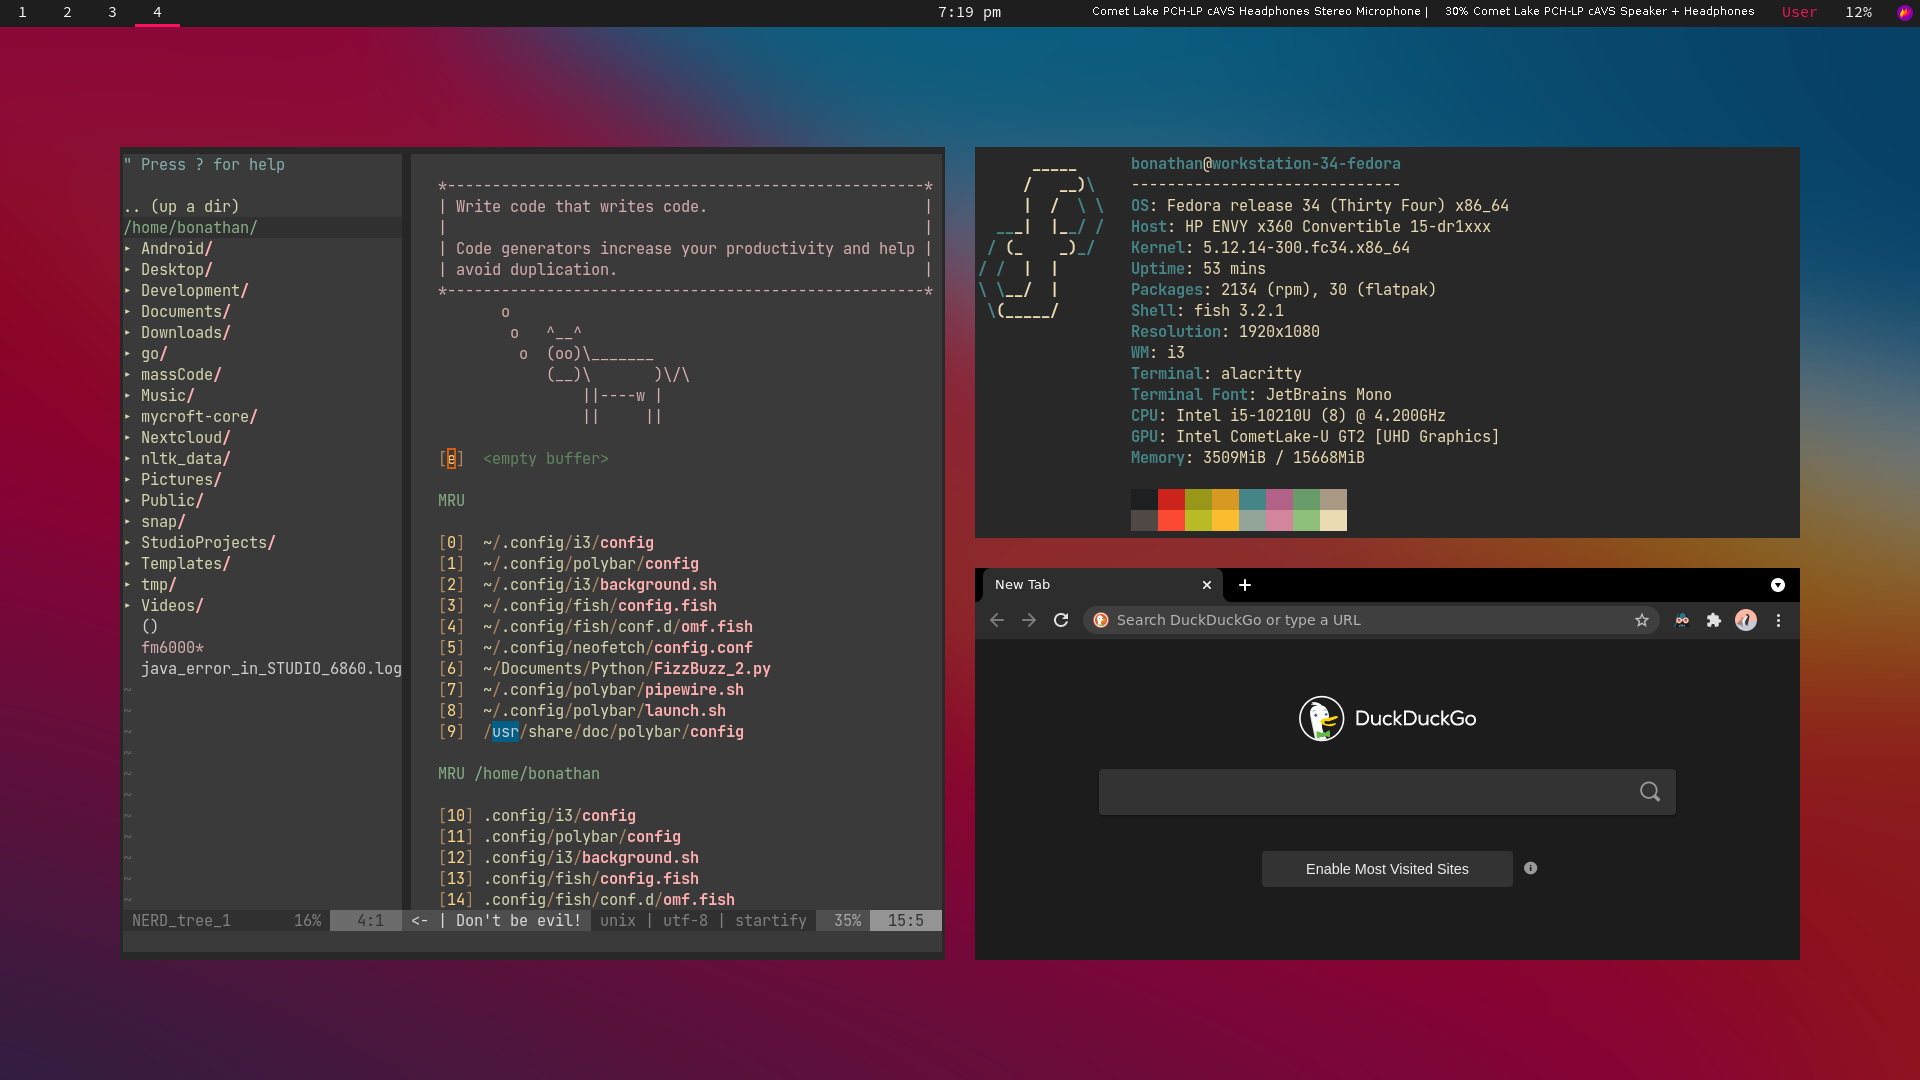 1 2 3 4 7:19 pm Comet Lake PCH-LP cAVS Headphones Stereo Microphone | 30% Comet Lake PCH-LP cAVS Speaker + Headphones User 12%
" Press ? for help
.. (up a dir)
/home/bonathan/
▸ Android/
▸ Desktop/
▸ Development/
▸ Documents/
▸ Downloads/
▸ go/
▸ massCode/
▸ Music/
▸ mycroft-core/
▸ Nextcloud/
▸ nltk_data/
▸ Pictures/
▸ Public/
▸ snap/
▸ StudioProjects/
▸ Templates/
▸ tmp/
▸ Videos/
()
fm6000*
java_error_in_STUDIO_6860.log
~
~
~
~
~
~
~
~
~
~
~
NERD_tree_1 16% 4:1
*-----------------------------------------------------*
| Write code that writes code. |
| |
| Code generators increase your productivity and help |
| avoid duplication. |
*-----------------------------------------------------*
o
o ^__^
o (oo)\_______
(__)\ )\/\
||----w |
|| ||
[e] <empty buffer>
MRU
[0] ~/.config/i3/config
[1] ~/.config/polybar/config
[2] ~/.config/i3/background.sh
[3] ~/.config/fish/config.fish
[4] ~/.config/fish/conf.d/omf.fish
[5] ~/.config/neofetch/config.conf
[6] ~/Documents/Python/FizzBuzz_2.py
[7] ~/.config/polybar/pipewire.sh
[8] ~/.config/polybar/launch.sh
[9] /usr/share/doc/polybar/config
MRU /home/bonathan
[10] .config/i3/config
[11] .config/polybar/config
[12] .config/i3/background.sh
[13] .config/fish/config.fish
[14] .config/fish/conf.d/omf.fish
<- | Don't be evil! unix | utf-8 | startify 35% 15:5
_____
/ __)\
| / \ \
___| |__/ /
/ (_ _)_/
/ / | |
\ \__/ |
\(_____/
bonathan@workstation-34-fedora
------------------------------
OS: Fedora release 34 (Thirty Four) x86_64
Host: HP ENVY x360 Convertible 15-dr1xxx
Kernel: 5.12.14-300.fc34.x86_64
Uptime: 53 mins
Packages: 2134 (rpm), 30 (flatpak)
Shell: fish 3.2.1
Resolution: 1920x1080
WM: i3
Terminal: alacritty
Terminal Font: JetBrains Mono
CPU: Intel i5-10210U (8) @ 4.200GHz
GPU: Intel CometLake-U GT2 [UHD Graphics]
Memory: 3509MiB / 15668MiB
New Tab
Search DuckDuckGo or type a URL
DuckDuckGo
Enable Most Visited Sites